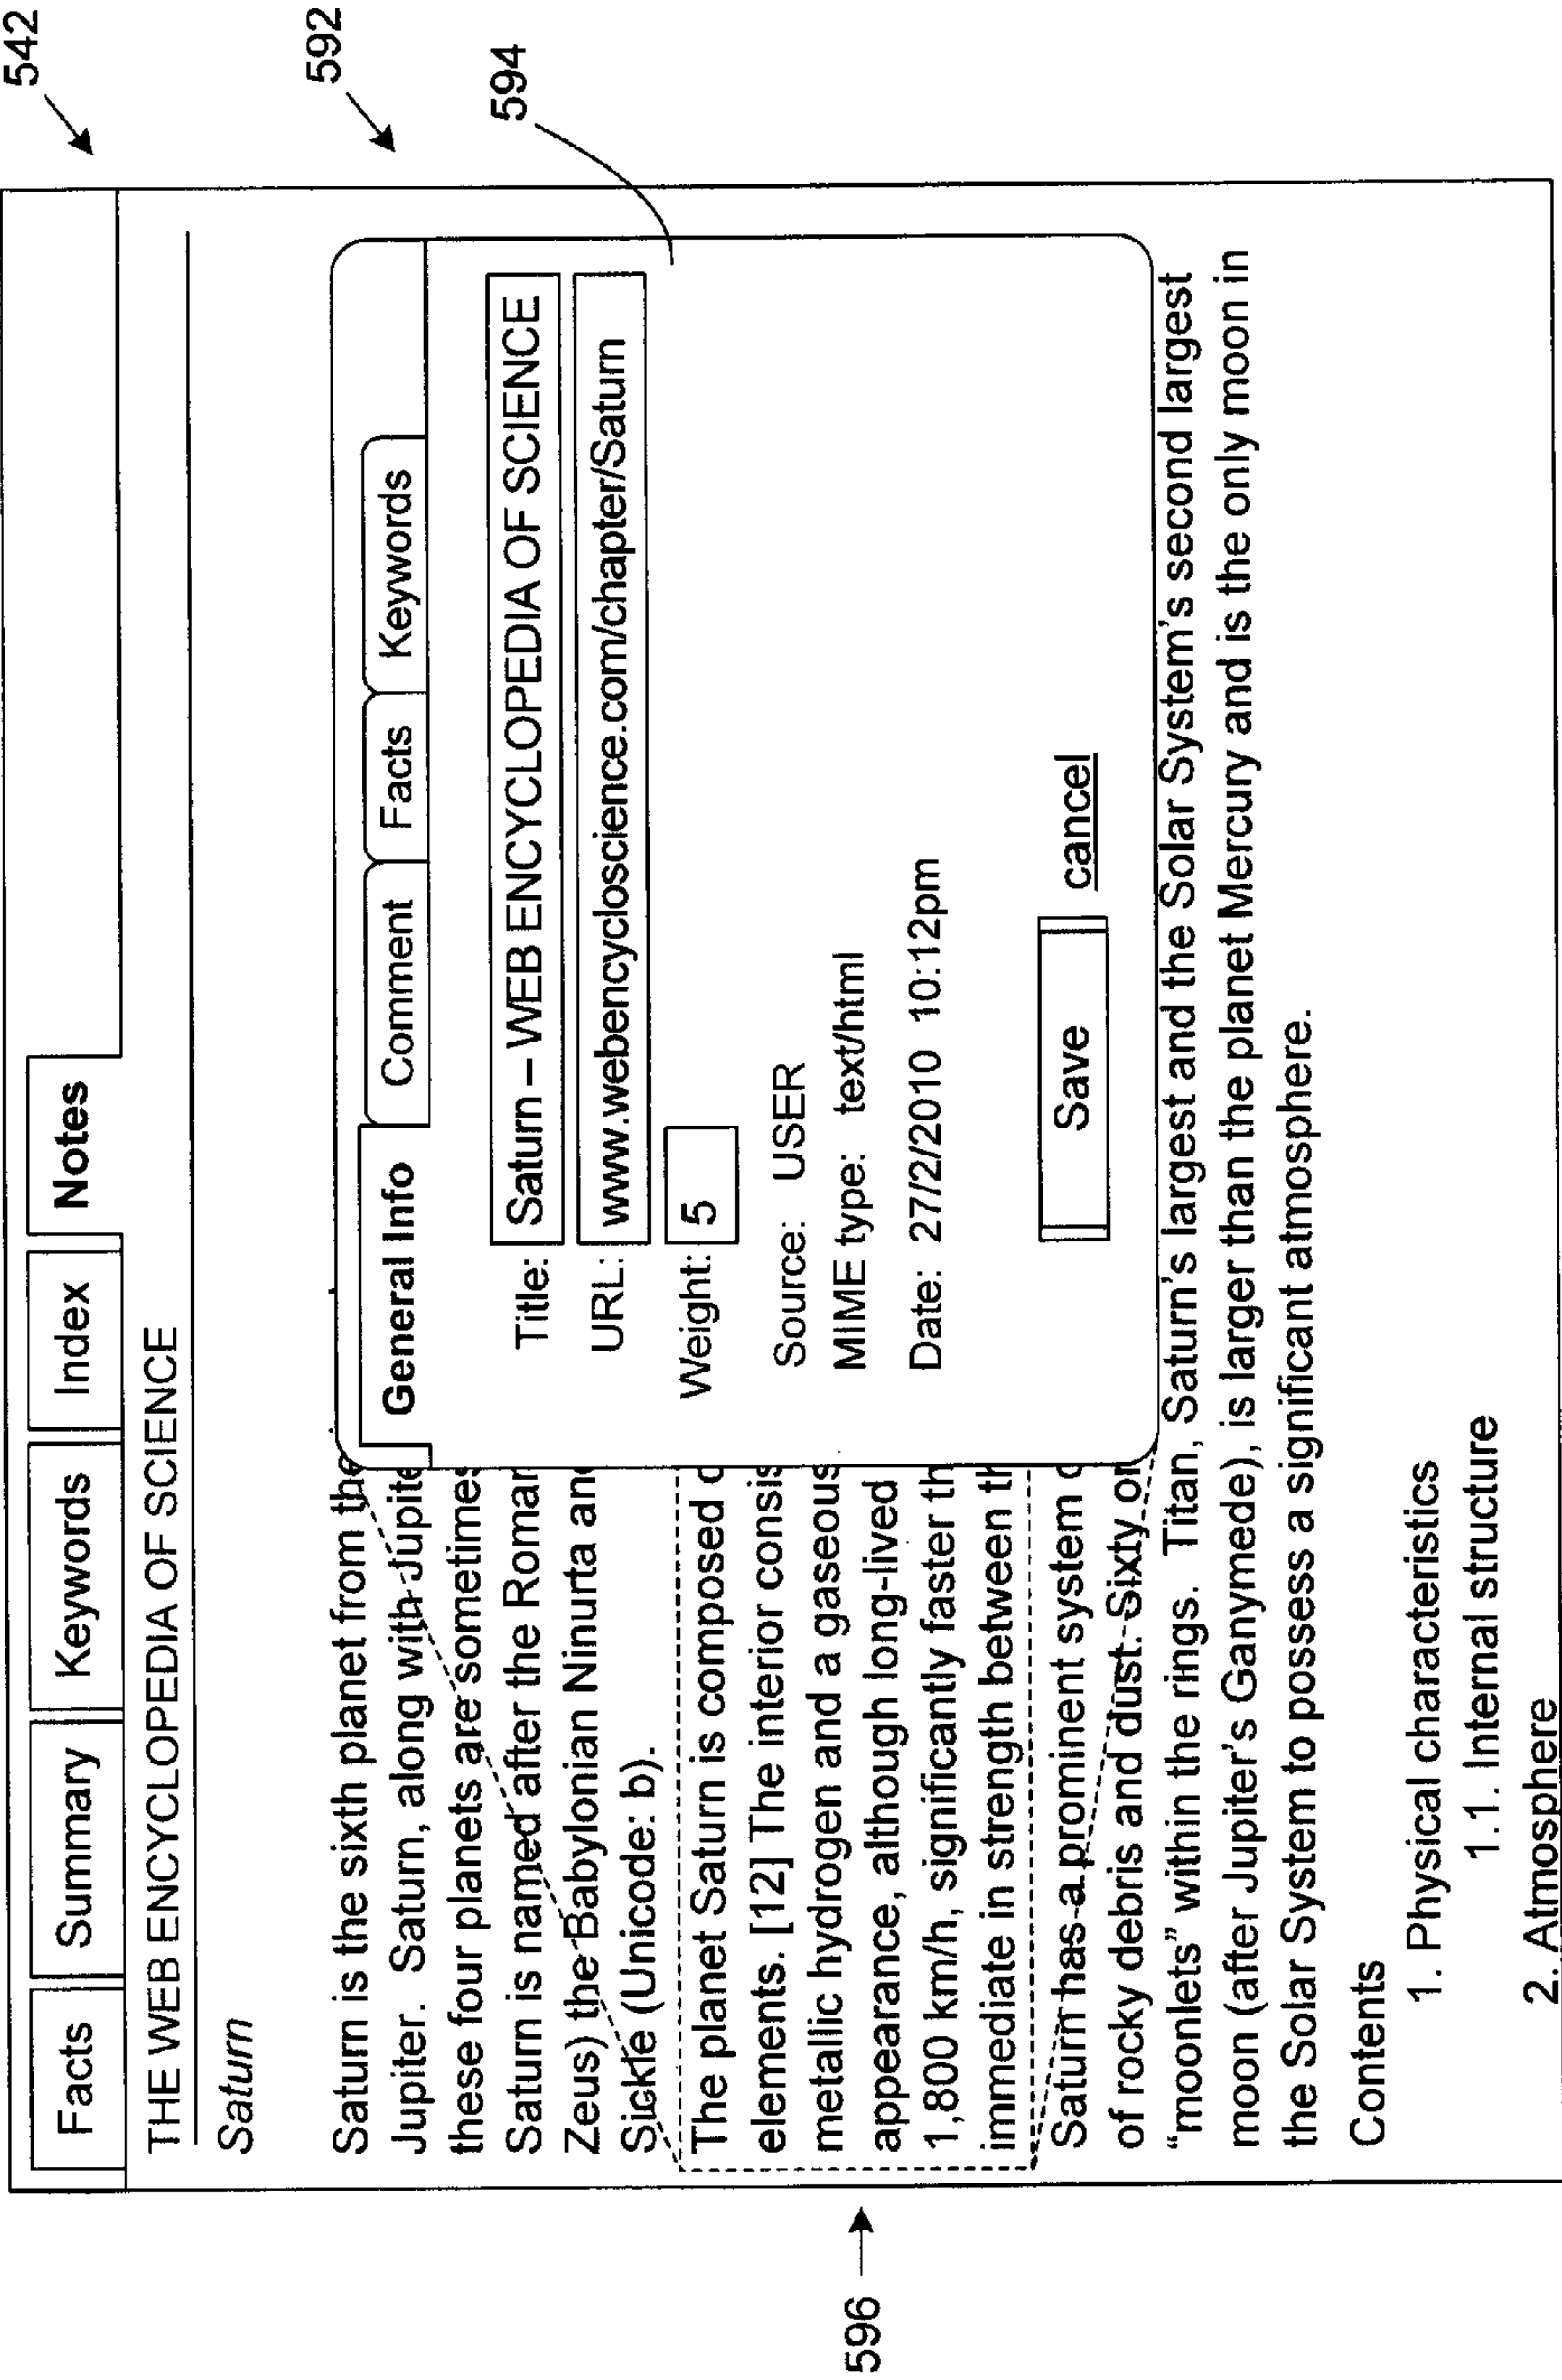 542
Facts Summary Keywords Index Notes
THE WEB ENCYCLOPEDIA OF SCIENCE
Saturn
592
594
General Info Comment Facts Keywords
Title: Saturn – WEB ENCYCLOPEDIA OF SCIENCE
URL: www.webencycloscience.com/chapter/Saturn
Weight: 5
Source: USER
MIME type: text/html
Date: 27/2/2010 10:12pm
Save cancel
Saturn is the sixth planet from the
Jupiter. Saturn, along with Jupite
these four planets are sometimes
Saturn is named after the Roman
Zeus) the Babylonian Ninurta and
Sickle (Unicode: b).
596
The planet Saturn is composed
elements. [12] The interior consis
metallic hydrogen and a gaseous
appearance, although long-lived
1,800 km/h, significantly faster th
immediate in strength between th
Saturn has a prominent system
of rocky debris and dust. Sixty
"moonlets" within the rings. Titan, Saturn's largest and the Solar System's second largest
moon (after Jupiter's Ganymede), is larger than the planet Mercury and is the only moon in
the Solar System to possess a significant atmosphere.
Contents
1. Physical characteristics
1.1. Internal structure
2. Atmosphere